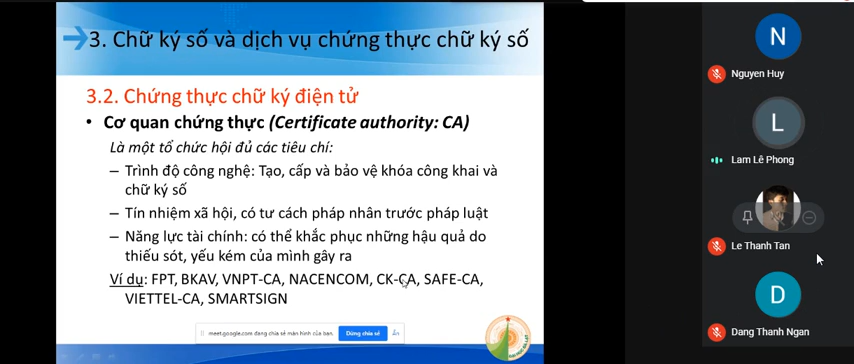 3. Chữ ký số và dịch vụ chứng thực chữ ký số
3.2. Chứng thực chữ ký điện tử
• Cơ quan chứng thực (Certificate authority: CA)
Là một tổ chức hội đủ các tiêu chí:
– Trình độ công nghệ: Tạo, cấp và bảo vệ khóa công khai và
chữ ký số
– Tín nhiệm xã hội, có tư cách pháp nhân trước pháp luật
– Năng lực tài chính: có thể khắc phục những hậu quả do
thiếu sót, yếu kém của mình gây ra
Ví dụ: FPT, BKAV, VNPT-CA, NACENCOM, CK-CA, SAFE-CA,
VIETTEL-CA, SMARTSIGN
meet.google.com đang chia sẻ màn hình của bạn.
Dừng chia sẻ
Ẩn
N
Nguyen Huy
L
Lam Lê Phong
Le Thanh Tan
D
Dang Thanh Ngan